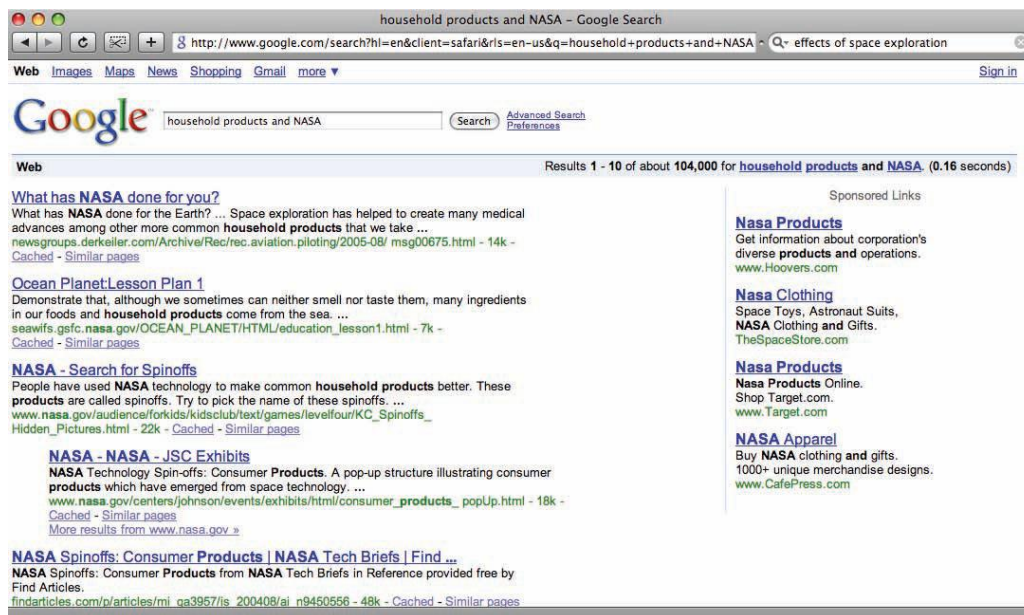 household products and NASA – Google Search
http://www.google.com/search?hl=en&client=safari&rls=en-us&q=household+products+and+NASA
effects of space exploration
Web Images Maps News Shopping Gmail more ▼
Sign in
Google
household products and NASA
Search
Advanced Search
Preferences
Web
Results 1 - 10 of about 104,000 for household products and NASA. (0.16 seconds)
What has NASA done for you?
What has NASA done for the Earth? ... Space exploration has helped to create many medical
advances among other more common household products that we take ...
newsgroups.derkeiler.com/Archive/Rec/rec.aviation.piloting/2005-08/ msg00675.html - 14k -
Cached - Similar pages
Ocean Planet:Lesson Plan 1
Demonstrate that, although we sometimes can neither smell nor taste them, many ingredients
in our foods and household products come from the sea. ...
seawifs.gsfc.nasa.gov/OCEAN_PLANET/HTML/education_lesson1.html - 7k -
Cached - Similar pages
NASA - Search for Spinoffs
People have used NASA technology to make common household products better. These
products are called spinoffs. Try to pick the name of these spinoffs. ...
www.nasa.gov/audience/forkids/kidsclub/text/games/levelfour/KC_Spinoffs_
Hidden_Pictures.html - 22k - Cached - Similar pages
NASA - NASA - JSC Exhibits
NASA Technology Spin-offs: Consumer Products. A pop-up structure illustrating consumer
products which have emerged from space technology. ...
www.nasa.gov/centers/johnson/events/exhibits/html/consumer_products_ popUp.html - 18k -
Cached - Similar pages
More results from www.nasa.gov »
NASA Spinoffs: Consumer Products | NASA Tech Briefs | Find ...
NASA Spinoffs: Consumer Products from NASA Tech Briefs in Reference provided free by
Find Articles.
findarticles.com/p/articles/mi_qa3957/is_200408/ai_n9450556 - 48k - Cached - Similar pages
Sponsored Links
Nasa Products
Get information about corporation's
diverse products and operations.
www.Hoovers.com
Nasa Clothing
Space Toys, Astronaut Suits,
NASA Clothing and Gifts.
TheSpaceStore.com
Nasa Products
Nasa Products Online.
Shop Target.com.
www.Target.com
NASA Apparel
Buy NASA clothing and gifts.
1000+ unique merchandise designs.
www.CafePress.com